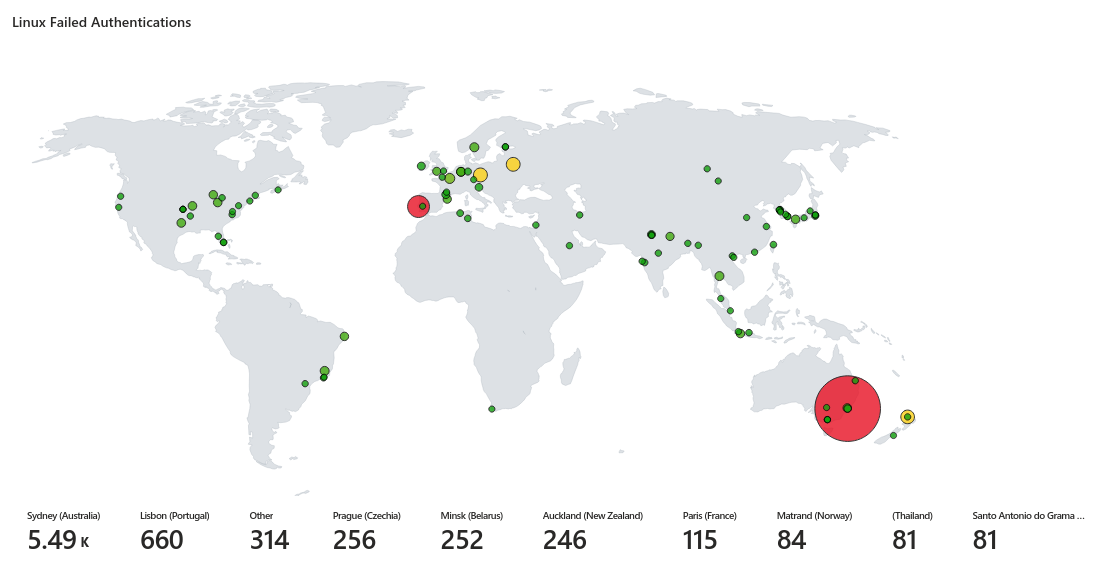 Linux Failed Authentications
Sydney (Australia) Lisbon (Portugal) Other Prague (Czechia) Minsk (Belarus) Auckland (New Zealand) Paris (France) Matrand (Norway) (Thailand) Santo Antonio do Grama ...
5.49 K 660 314 256 252 246 115 84 81 81